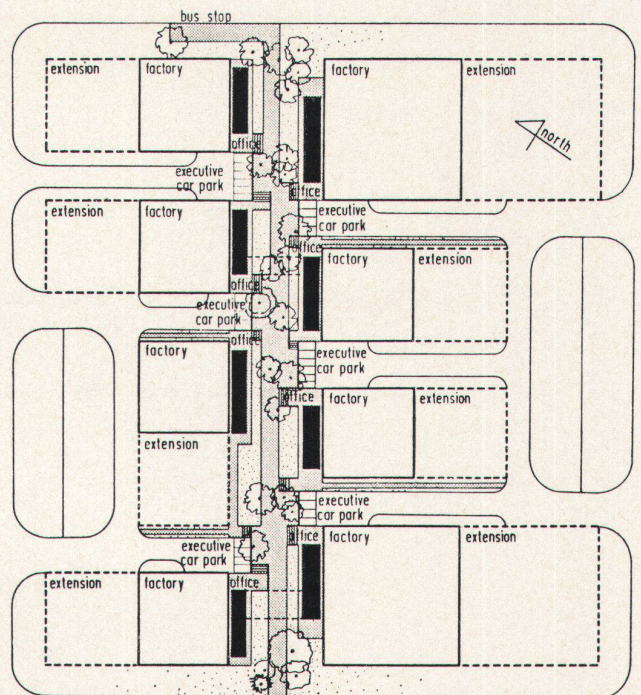 bus stop
extension
factory
factory
extension
north
office
executive
car park
office
executive
car park
extension
factory
office
factory
extension
office
executive
car park
office
factory
extension
executive
car park
office
factory
extension
executive
car park
executive
car park
office
factory
extension
extension
factory
office